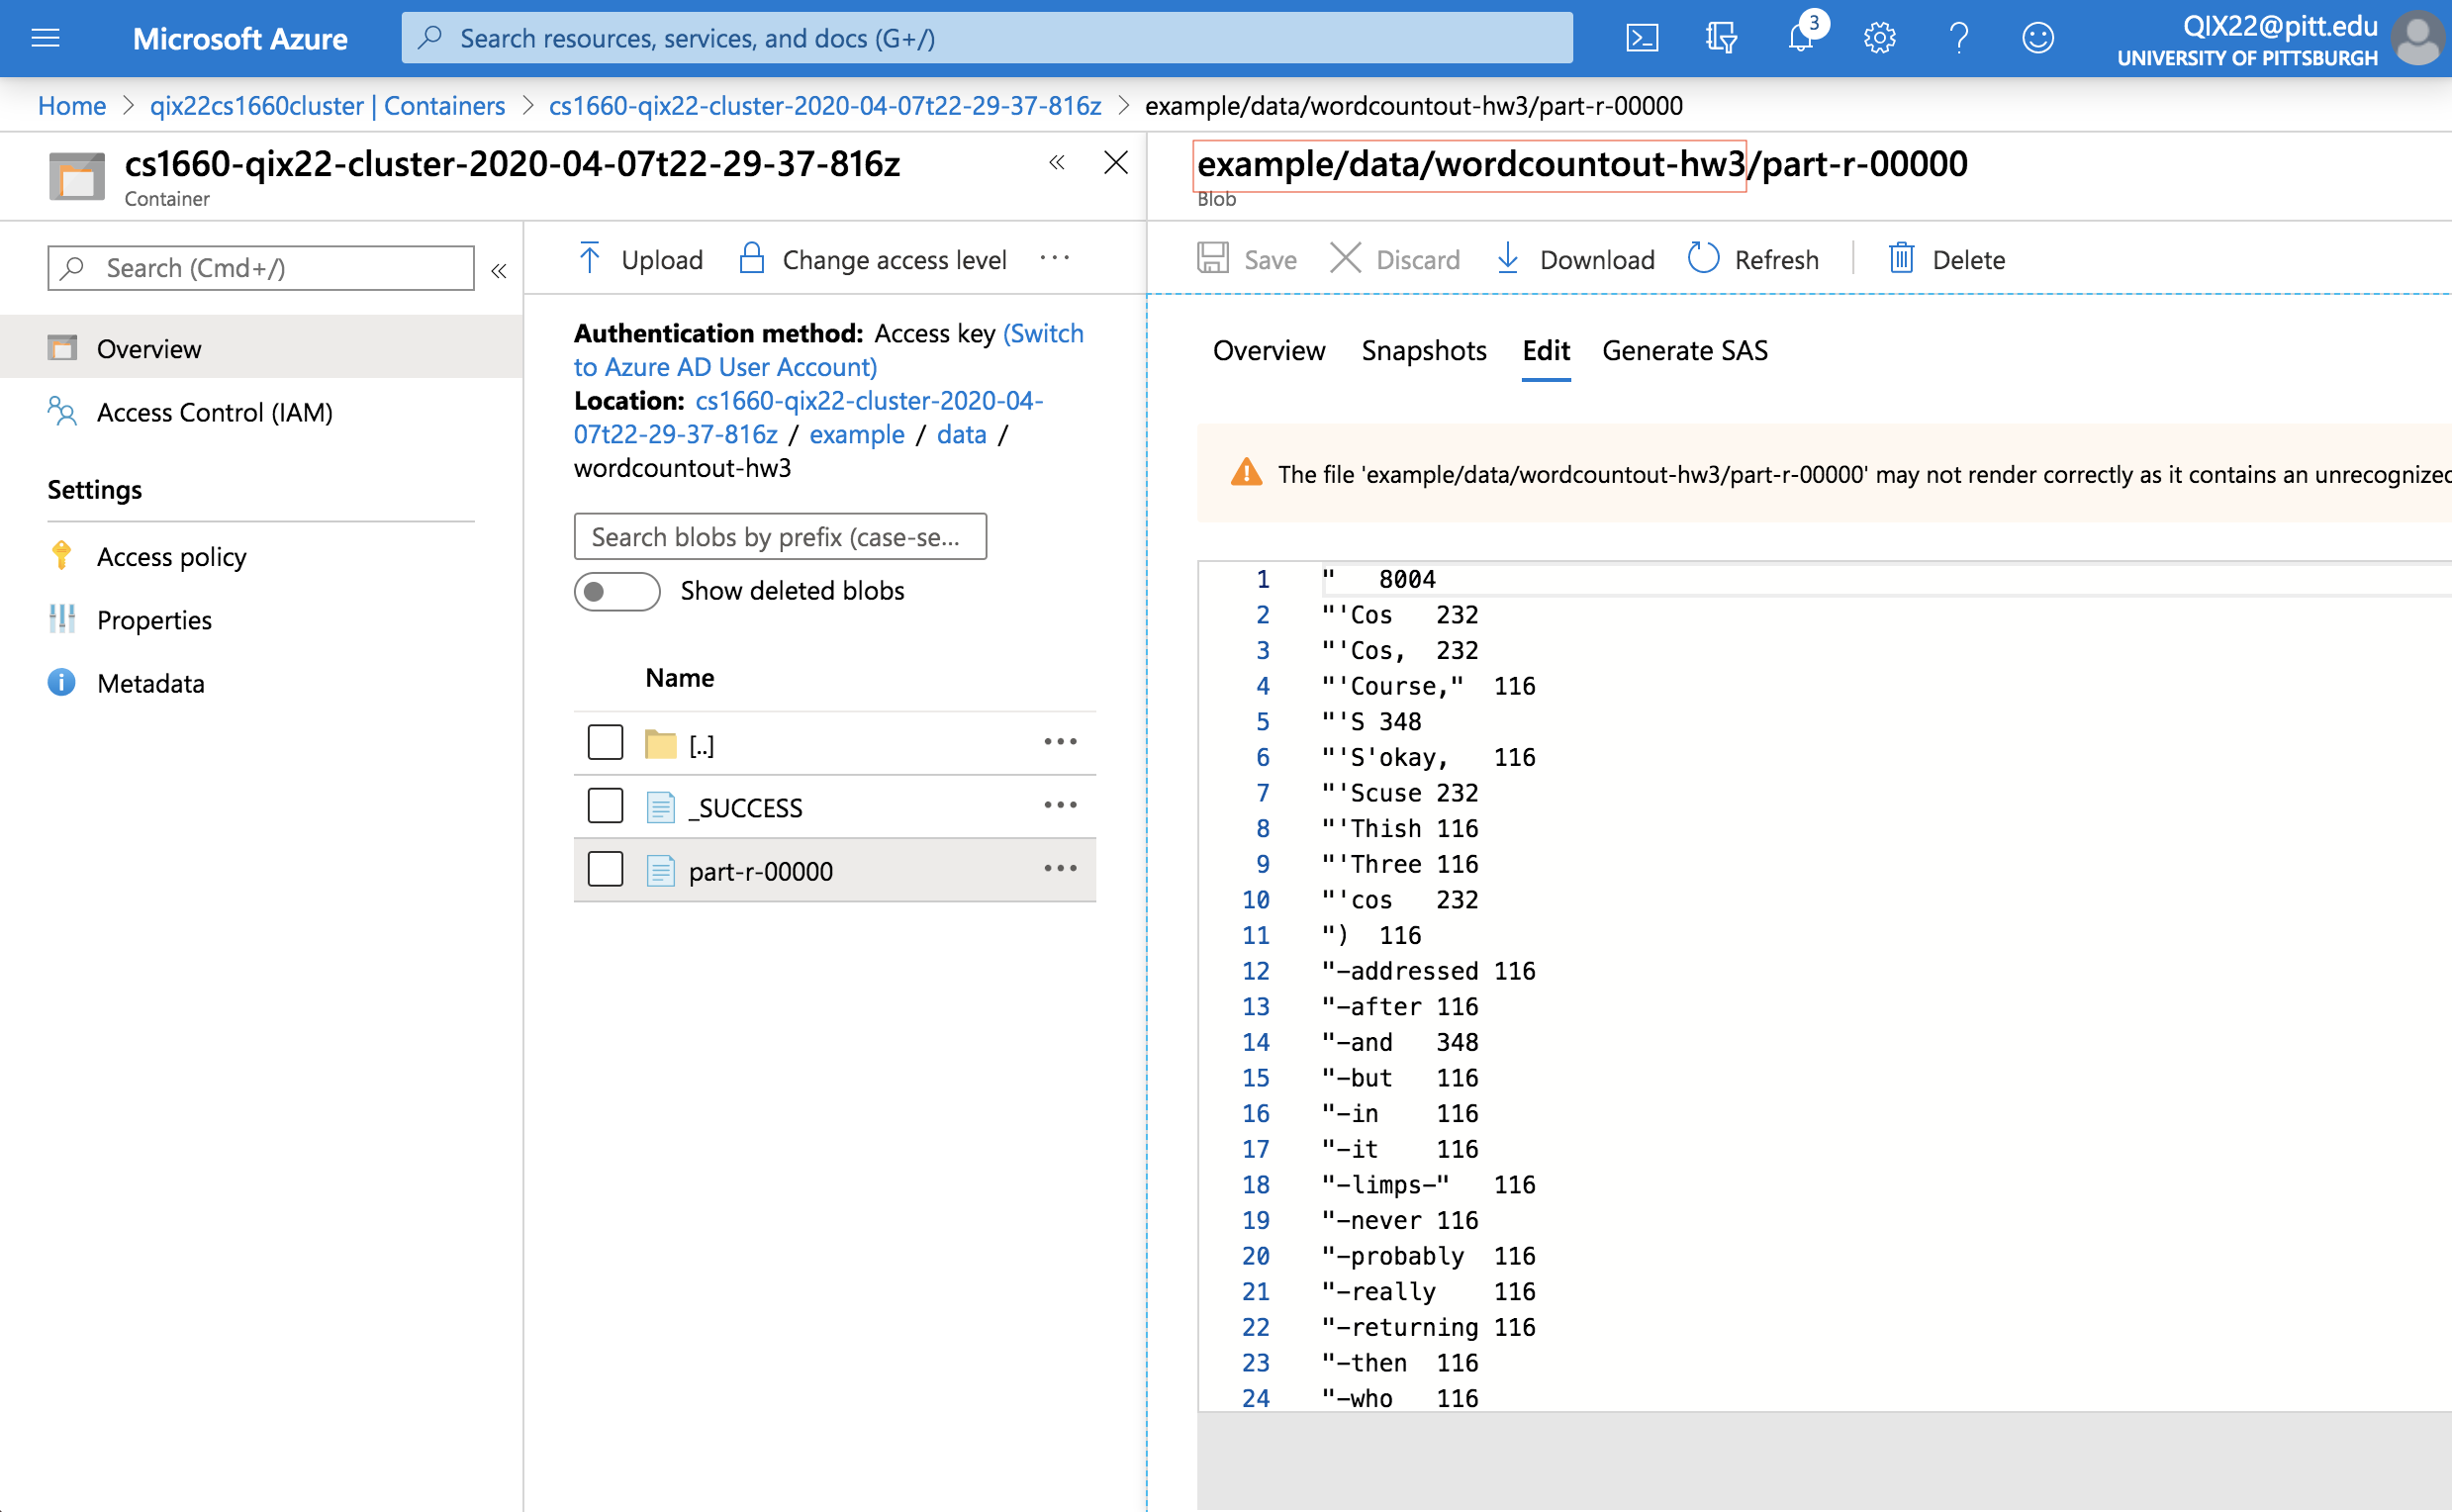 Microsoft Azure
Search resources, services, and docs (G+/)
3
QIX22@pitt.edu
UNIVERSITY OF PITTSBURGH
Home > qix22cs1660cluster | Containers > cs1660-qix22-cluster-2020-04-07t22-29-37-816z > example/data/wordcountout-hw3/part-r-00000
cs1660-qix22-cluster-2020-04-07t22-29-37-816z
Container
Search (Cmd+/)
Overview
Access Control (IAM)
Settings
Access policy
Properties
Metadata
Upload Change access level ...
Authentication method: Access key (Switch
to Azure AD User Account)
Location: cs1660-qix22-cluster-2020-04-
07t22-29-37-816z / example / data /
wordcountout-hw3
Search blobs by prefix (case-se...
Show deleted blobs
Name
[..]
_SUCCESS
part-r-00000
example/data/wordcountout-hw3/part-r-00000
Blob
Save Discard Download Refresh Delete
Overview Snapshots Edit Generate SAS
The file 'example/data/wordcountout-hw3/part-r-00000' may not render correctly as it contains an unrecognized
1 " 8004
2 "'Cos 232
3 "'Cos, 232
4 "'Course," 116
5 "'S 348
6 "'S'okay, 116
7 "'Scuse 232
8 "'Thish 116
9 "'Three 116
10 "'cos 232
11 ") 116
12 "-addressed 116
13 "-after 116
14 "-and 348
15 "-but 116
16 "-in 116
17 "-it 116
18 "-limps-" 116
19 "-never 116
20 "-probably 116
21 "-really 116
22 "-returning 116
23 "-then 116
24 "-who 116